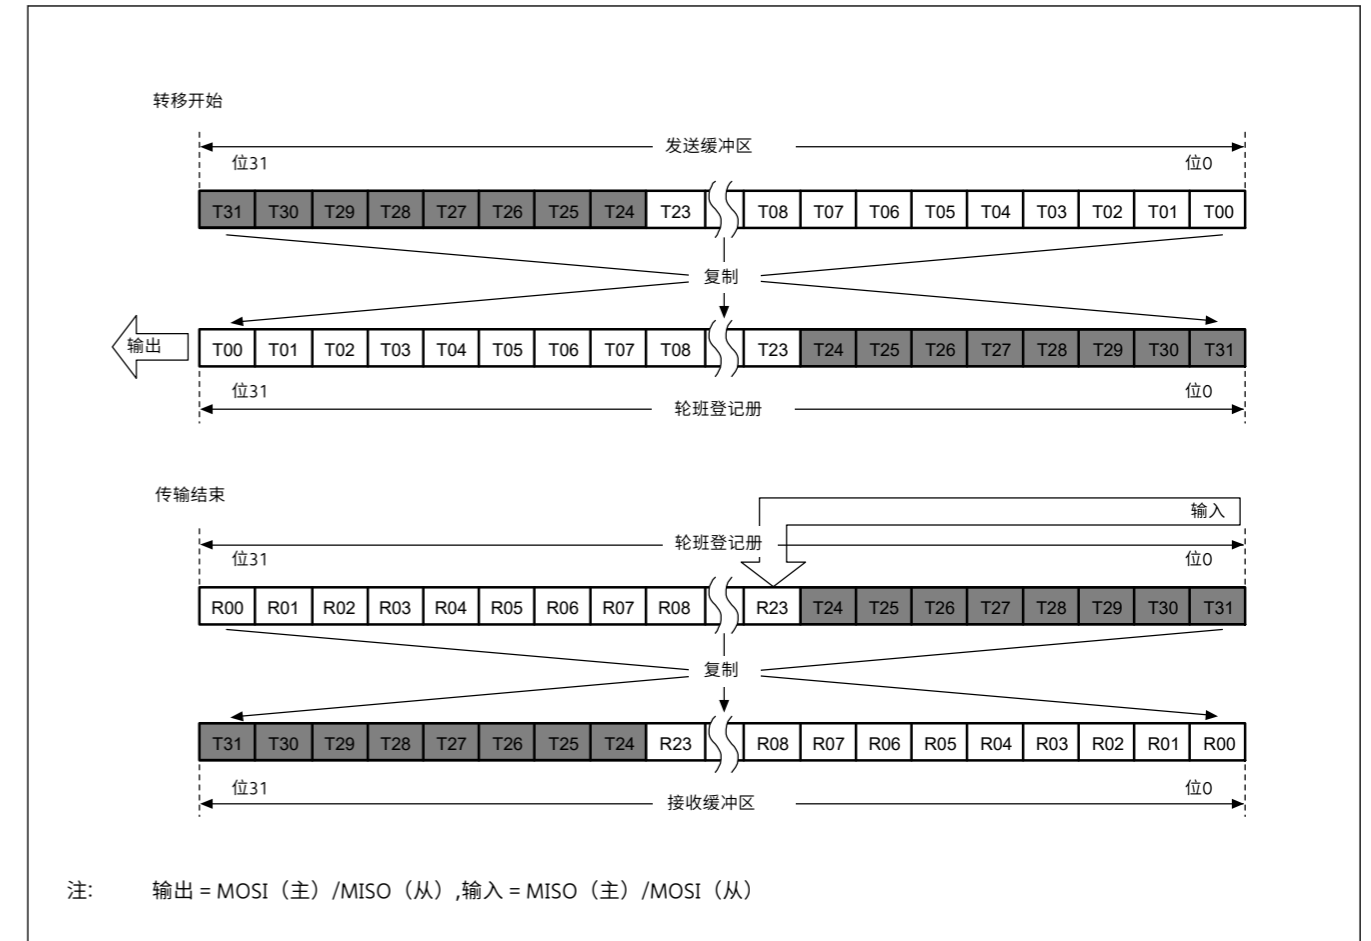 转移开始
发送缓冲区
位31 位0
T31 T30 T29 T28 T27 T26 T25 T24 T23 T08 T07 T06 T05 T04 T03 T02 T01 T00
复制
输出
T00 T01 T02 T03 T04 T05 T06 T07 T08 T23 T24 T25 T26 T27 T28 T29 T30 T31
位31 位0
轮班登记册
传输结束
输入
轮班登记册
位31 位0
R00 R01 R02 R03 R04 R05 R06 R07 R08 R23 T24 T25 T26 T27 T28 T29 T30 T31
复制
T31 T30 T29 T28 T27 T26 T25 T24 R23 R08 R07 R06 R05 R04 R03 R02 R01 R00
位31 位0
接收缓冲区
注: 输出 = MOSI（主）/MISO（从）,输入 = MISO（主）/MOSI（从）